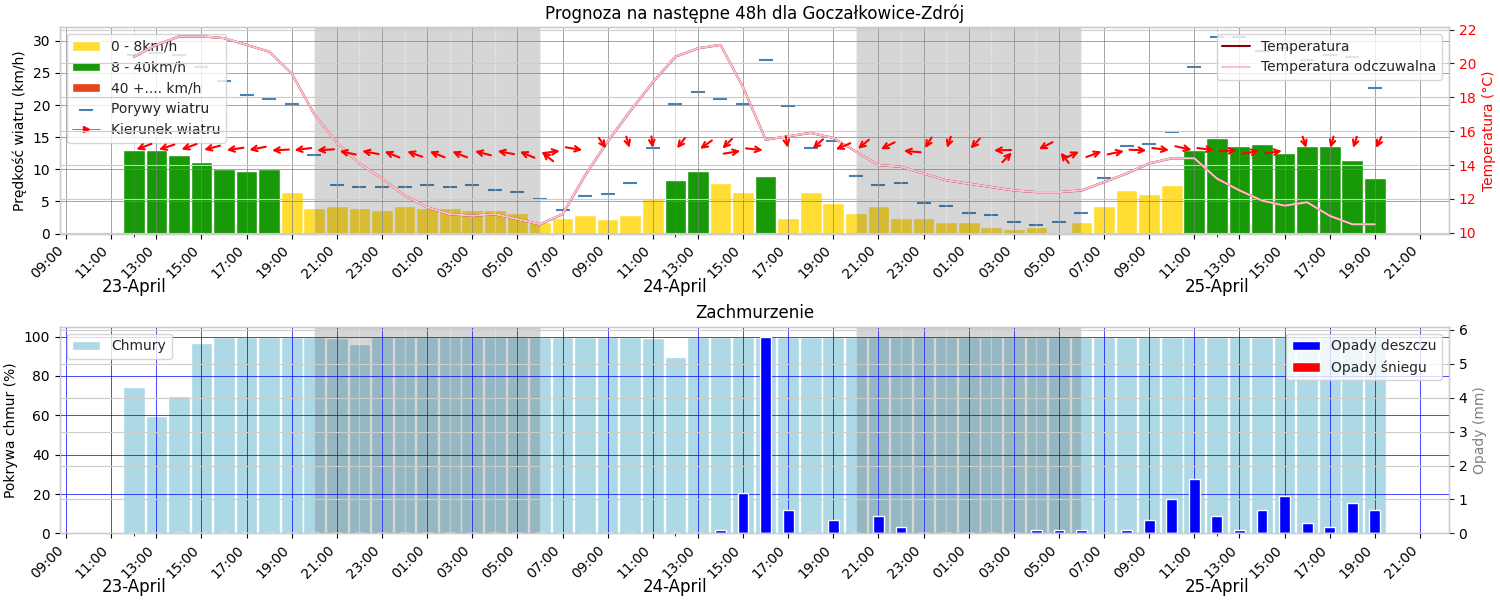 Prognoza na następne 48h dla Goczałkowice-Zdrój
Prędkość wiatru (km/h)
30
25
20
15
10
5
0
0 - 8km/h
8 - 40km/h
40 +.... km/h
Porywy wiatru
Kierunek wiatru
Temperatura
Temperatura odczuwalna
22
20
18
16
14
12
10
Temperatura (°C)
09:00 11:00 13:00 15:00 17:00 19:00 21:00 23:00 01:00 03:00 05:00 07:00 09:00 11:00 13:00 15:00 17:00 19:00 21:00 23:00 01:00 03:00 05:00 07:00 09:00 11:00 13:00 15:00 17:00 19:00 21:00
23-April 24-April 25-April
Zachmurzenie
Pokrywa chmur (%)
100
80
60
40
20
0
Chmury
Opady deszczu
Opady śniegu
6
5
4
3
2
1
0
Opady (mm)
09:00 11:00 13:00 15:00 17:00 19:00 21:00 23:00 01:00 03:00 05:00 07:00 09:00 11:00 13:00 15:00 17:00 19:00 21:00 23:00 01:00 03:00 05:00 07:00 09:00 11:00 13:00 15:00 17:00 19:00 21:00
23-April 24-April 25-April